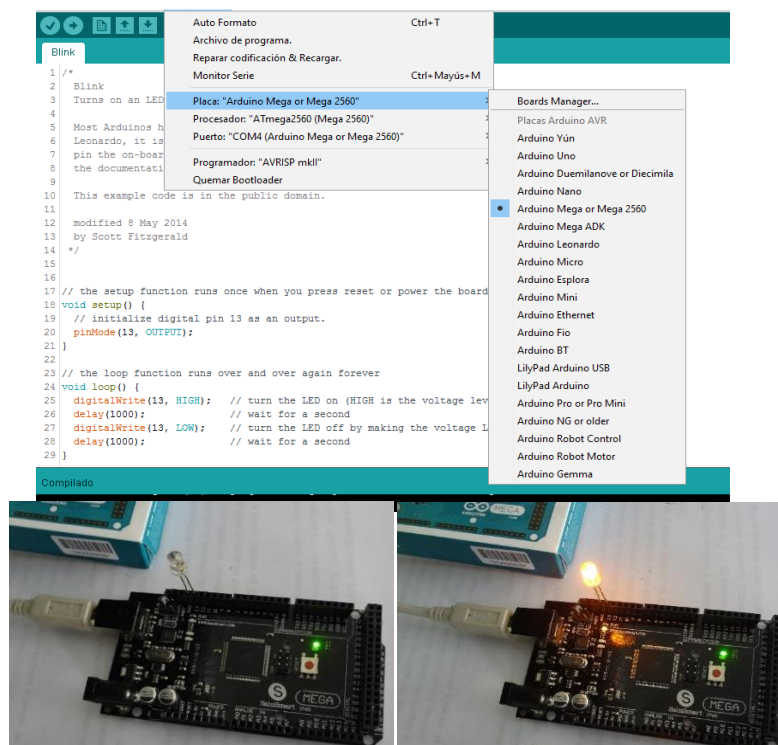 Auto Formato Ctrl+T
Archivo de programa.
Reparar codificación & Recargar.
Monitor Serie Ctrl+Mayús+M
Placa: "Arduino Mega or Mega 2560"
Procesador: "ATmega2560 (Mega 2560)"
Puerto: "COM4 (Arduino Mega or Mega 2560)"
Programador: "AVRISP mkII"
Quemar Bootloader
Boards Manager...
Placas Arduino AVR
Arduino Yún
Arduino Uno
Arduino Duemilanove or Diecimila
Arduino Nano
Arduino Mega or Mega 2560
Arduino Mega ADK
Arduino Leonardo
Arduino Micro
Arduino Esplora
Arduino Mini
Arduino Ethernet
Arduino Fio
Arduino BT
LilyPad Arduino USB
LilyPad Arduino
Arduino Pro or Pro Mini
Arduino NG or older
Arduino Robot Control
Arduino Robot Motor
Arduino Gemma
Blink
1 /*
2 Blink
3 Turns on an LED
4
5 Most Arduinos h
6 Leonardo, it is
7 pin the on-boar
8 the documentati
9
10 This example code is in the public domain.
11
12 modified 8 May 2014
13 by Scott Fitzgerald
14 */
15
16
17 // the setup function runs once when you press reset or power the board
18 void setup() {
19 // initialize digital pin 13 as an output.
20 pinMode(13, OUTPUT);
21 }
22
23 // the loop function runs over and over again forever
24 void loop() {
25 digitalWrite(13, HIGH); // turn the LED on (HIGH is the voltage lev
26 delay(1000); // wait for a second
27 digitalWrite(13, LOW); // turn the LED off by making the voltage L
28 delay(1000); // wait for a second
29 }
Compilado
MEGA
S
SainSmart
MEGA
S
SainSmart
MEGA